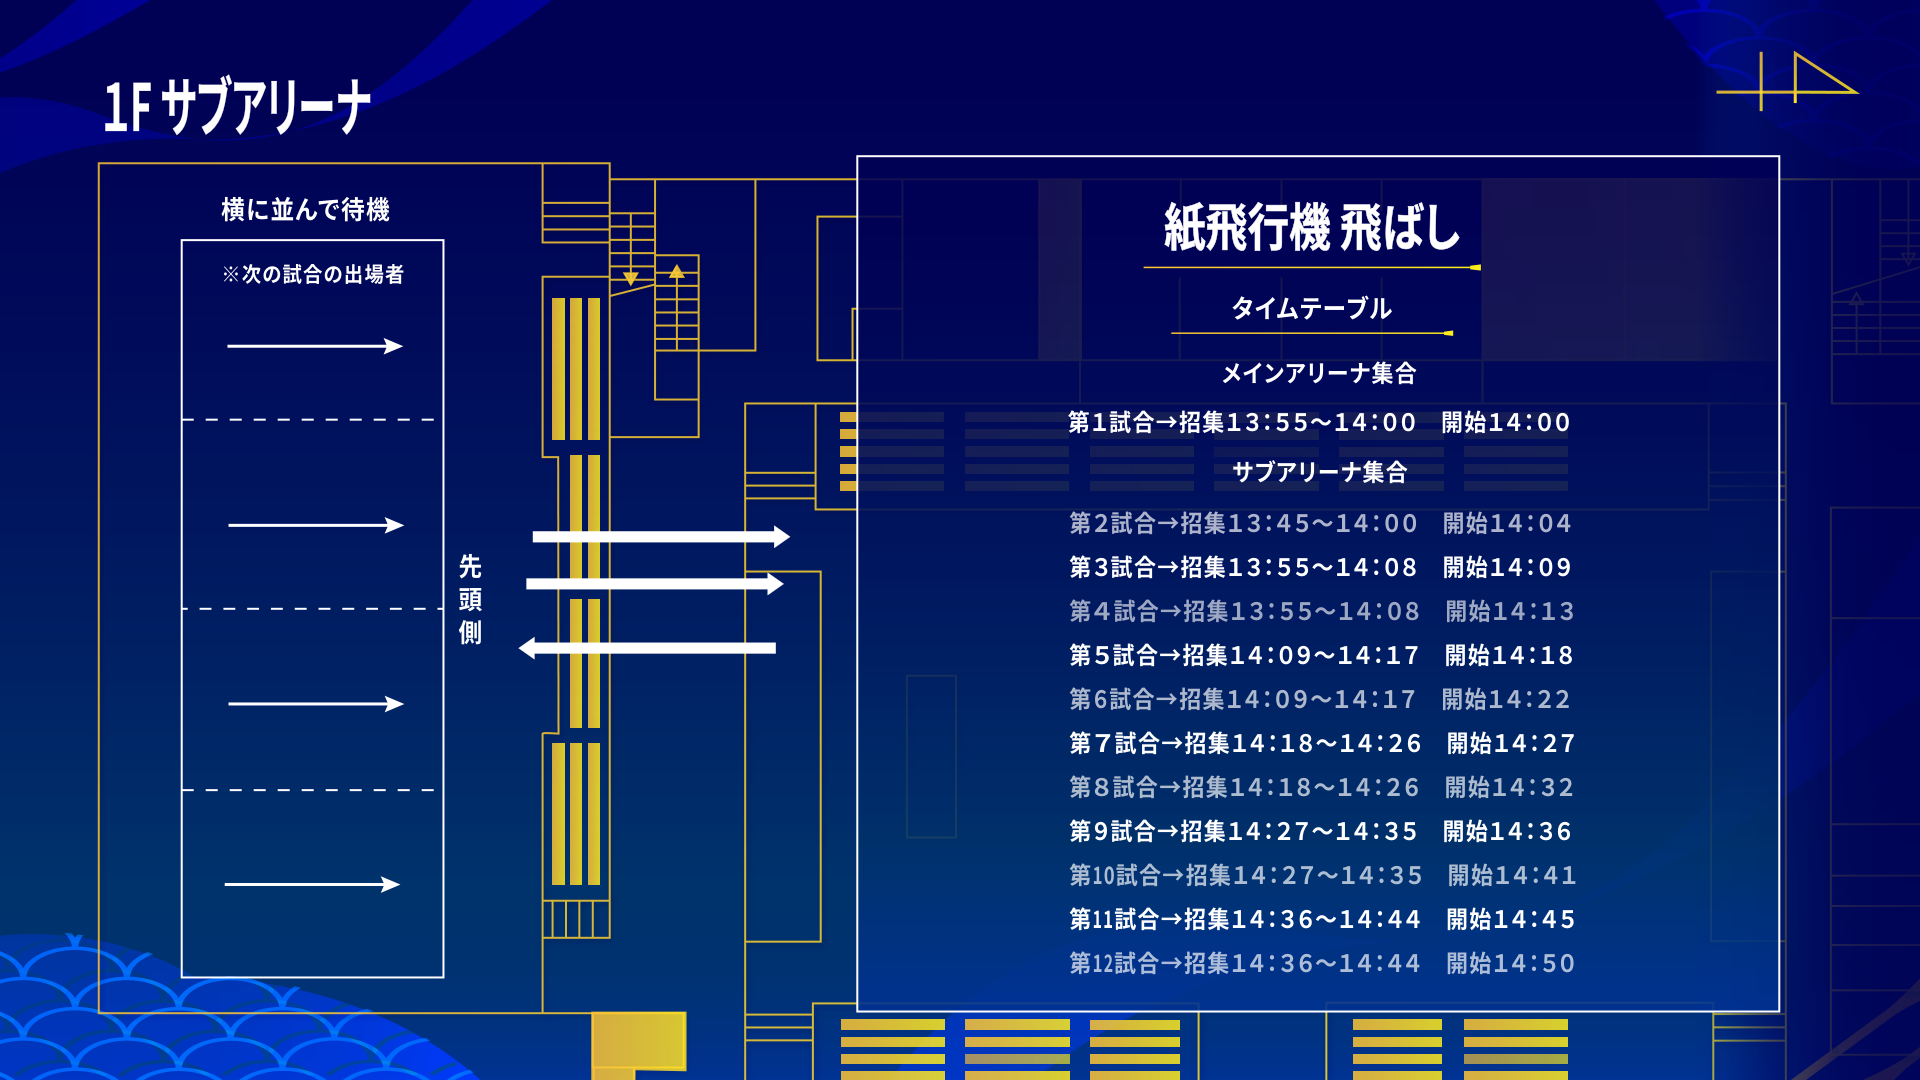 1F サブアリーナ
横に並んで待機
※次の試合の出場者
先頭側
紙飛行機 飛ばし
タイムテーブル
メインアリーナ集合
第1試合→招集13:55～14:00　開始14:00
サブアリーナ集合
第2試合→招集13:45～14:00　開始14:04
第3試合→招集13:55～14:08　開始14:09
第4試合→招集13:55～14:08　開始14:13
第5試合→招集14:09～14:17　開始14:18
第6試合→招集14:09～14:17　開始14:22
第7試合→招集14:18～14:26　開始14:27
第8試合→招集14:18～14:26　開始14:32
第9試合→招集14:27～14:35　開始14:36
第10試合→招集14:27～14:35　開始14:41
第11試合→招集14:36～14:44　開始14:45
第12試合→招集14:36～14:44　開始14:50